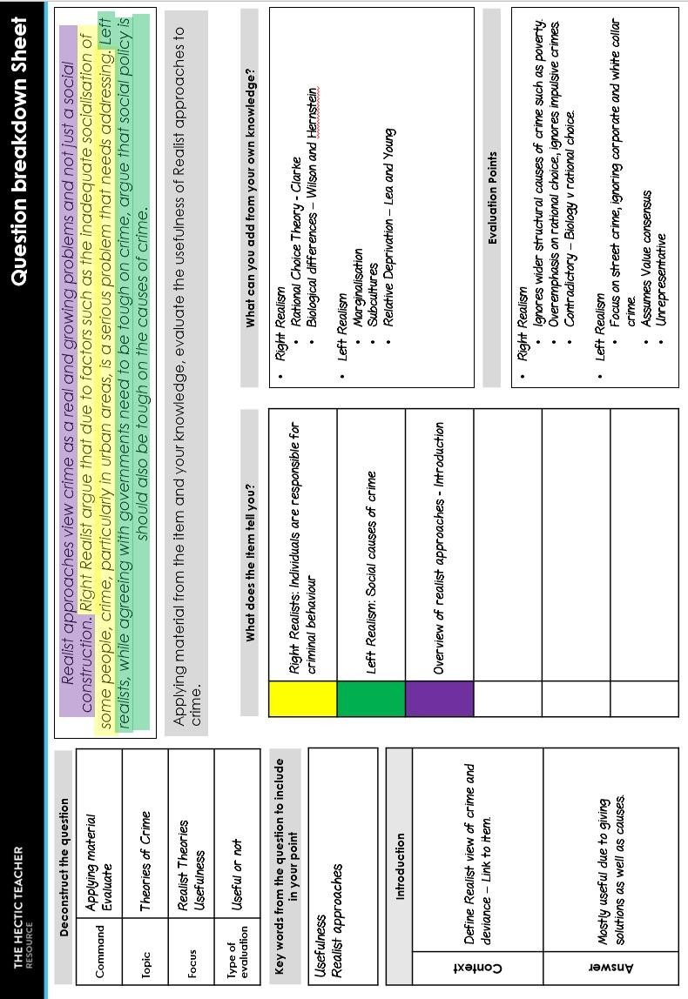 THE HECTIC TEACHER
RESOURCE
Question breakdown Sheet
Deconstruct the question
Command
Applying material
Evaluate
Topic
Theories of Crime
Focus
Realist Theories
Usefulness
Type of
evaluation
Useful or not
Key words from the question to include
in your point
Usefulness
Realist approaches
Introduction
Context
Define Realist view of crime and
deviance – Link to item.
Answer
Mostly useful due to giving
solutions as well as causes.
Realist approaches view crime as a real and growing problems and not just a social
construction. Right Realist argue that due to factors such as the inadequate socialisation of
some people, crime, particularly in urban areas, is a serious problem that needs addressing. Left
realists, while agreeing with governments need to be tough on crime, argue that social policy is
should also be tough on the causes of crime.
Applying material from the item and your knowledge, evaluate the usefulness of Realist approaches to
crime.
What does the item tell you?
Right Realists: Individuals are responsible for
criminal behaviour
Left Realism: Social causes of crime
Overview of realist approaches - Introduction
What can you add from your own knowledge?
• Right Realism
• Rational Choice Theory - Clarke
• Biological differences – Wilson and Hernstein
• Left Realism
• Marginalisation
• Subcultures
• Relative Deprivation – Lea and Young
Evaluation Points
• Right Realism
• Ignores wider structural causes of crime such as poverty.
• Overemphasis on rational choice, ignores impulsive crimes.
• Contradictory – Biology v rational choice.
• Left Realism
• Focus on street crime, ignoring corporate and white collar
crime.
• Assumes Value consensus
• Unrepresentative